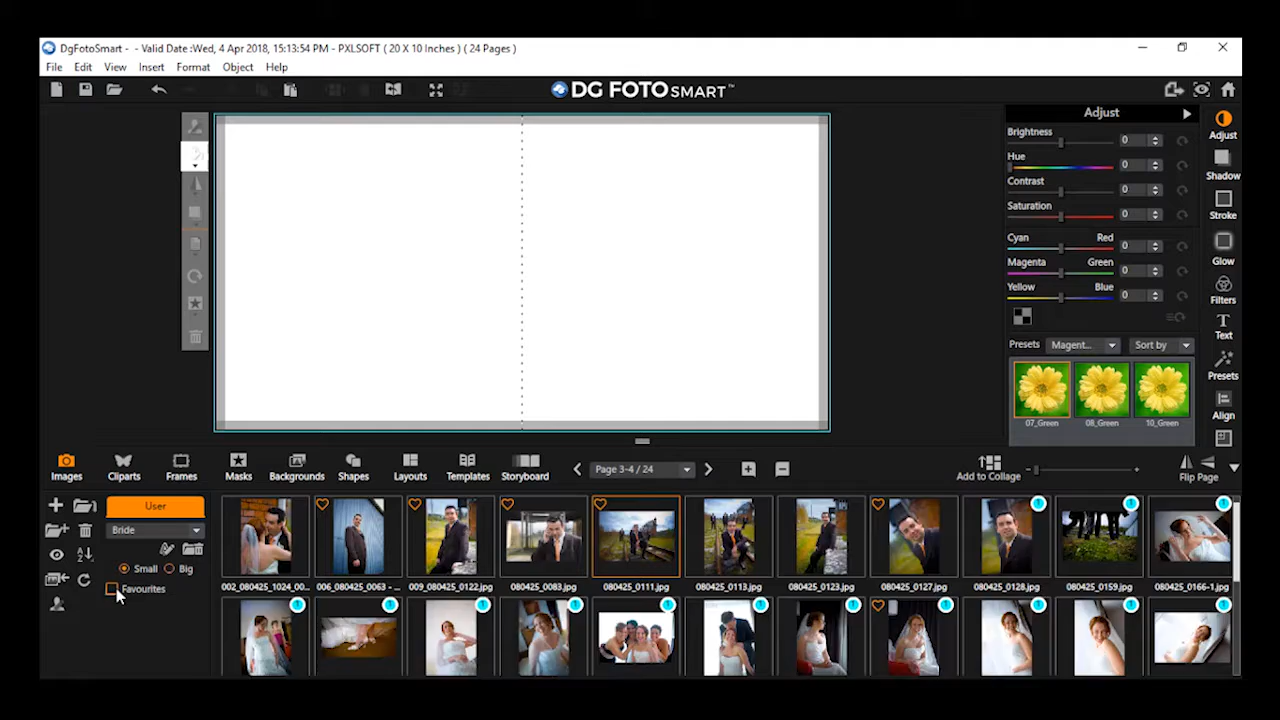 DgFotoSmart - - Valid Date :Wed, 4 Apr 2018, 15:13:54 PM - PXLSOFT ( 20 X 10 Inches ) ( 24 Pages )
File Edit View Insert Format Object Help
DG FOTO SMART™
Adjust
Brightness 0
Hue 0
Contrast 0
Saturation 0
Cyan Red 0
Magenta Green 0
Yellow Blue 0
Presets Magent... Sort by
07_Green 08_Green 10_Green
Adjust
Shadow
Stroke
Glow
Filters
Text
Presets
Align
Images Cliparts Frames Masks Backgrounds Shapes Layouts Templates Storyboard Page 3-4 / 24 Add to Collage Flip Page
User
Bride
Small Big
Favourites
002_080425_1024_00... 006_080425_0063 - ... 009_080425_0122.jpg 080425_0083.jpg 080425_0111.jpg 080425_0113.jpg 080425_0123.jpg 080425_0127.jpg 080425_0128.jpg 080425_0159.jpg 080425_0166-1.jpg